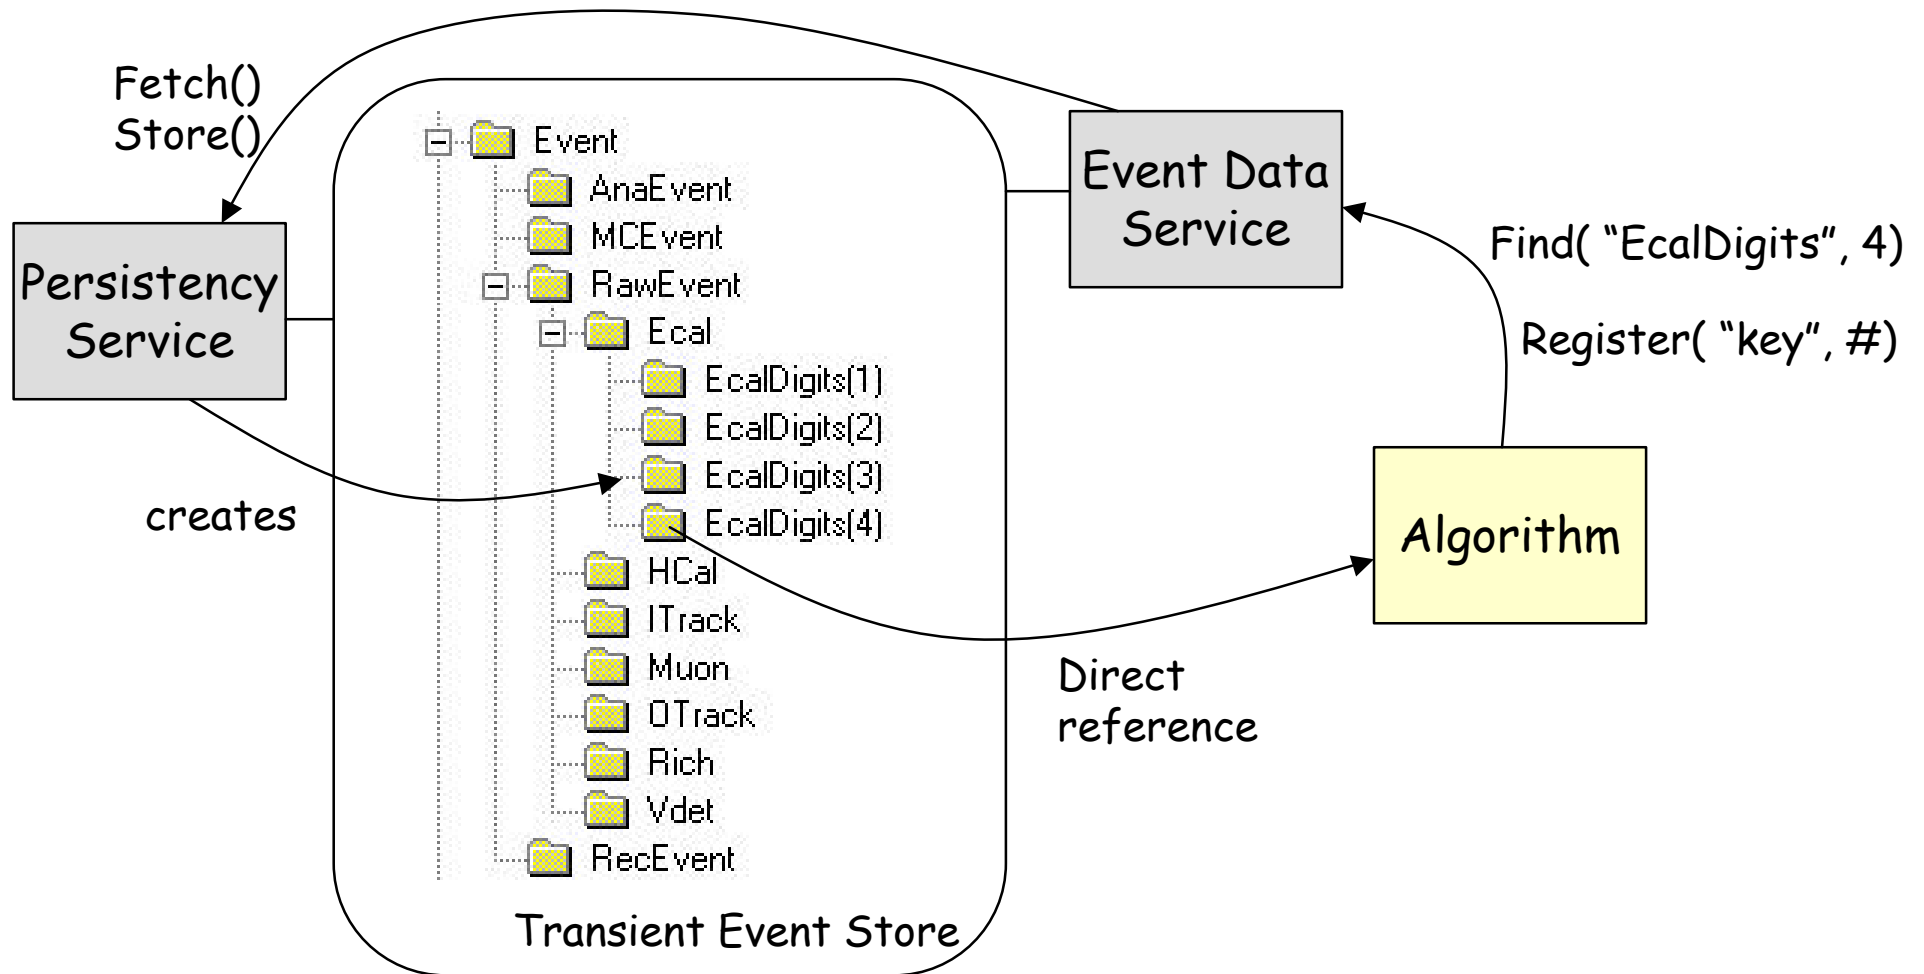 Fetch()
Store()
Event
AnaEvent
MCEvent
RawEvent
Ecal
EcalDigits(1)
EcalDigits(2)
EcalDigits(3)
EcalDigits(4)
HCal
ITrack
Muon
OTrack
Rich
Vdet
RecEvent
Transient Event Store
Persistency
Service
creates
Event Data
Service
Find( “EcalDigits”, 4)
Register( “key”, #)
Algorithm
Direct
reference